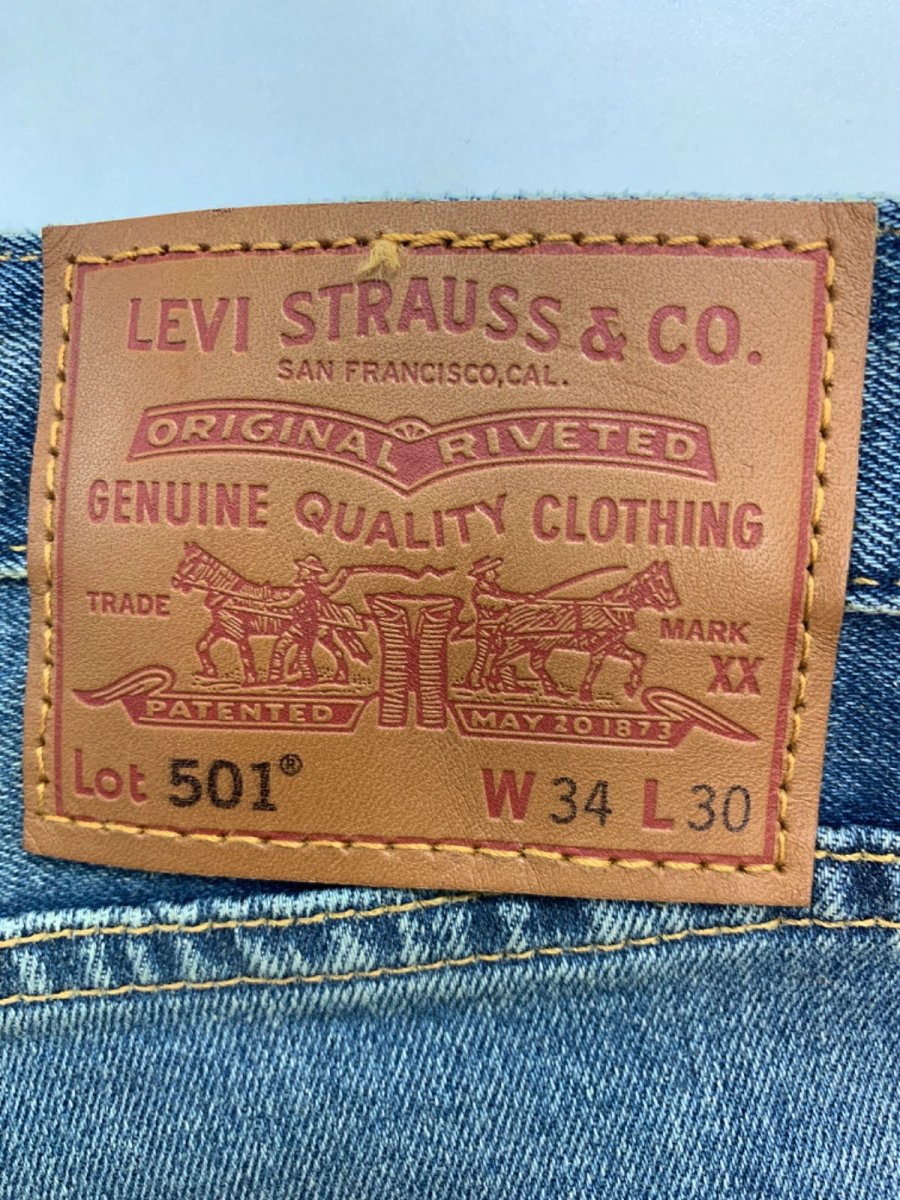 LEVI STRAUSS & CO.
SAN FRANCISCO, CAL.
ORIGINAL RIVETED
GENUINE QUALITY CLOTHING
TRADE MARK
XX
PATENTED MAY 20 1873
Lot 501® W 34 L 30